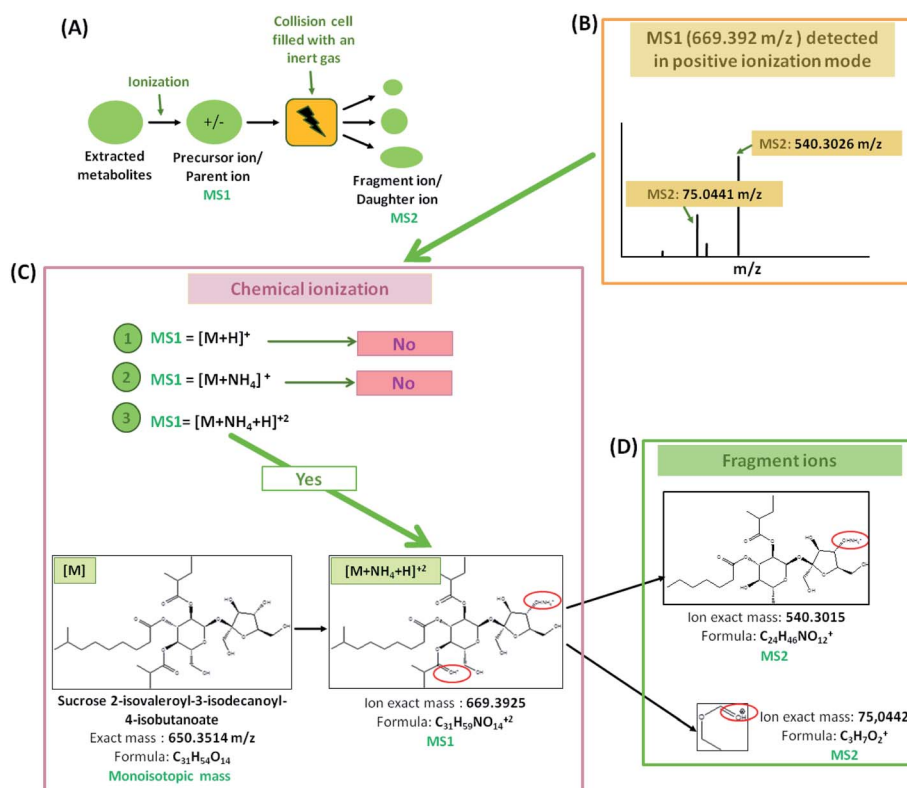 (A)
Collision cell
filled with an
inert gas
Ionization
+/-
Extracted
metabolites
Precursor ion/
Parent ion
MS1
Fragment ion/
Daughter ion
MS2
(B)
MS1 (669.392 m/z ) detected
in positive ionization mode
MS2: 540.3026 m/z
MS2: 75.0441 m/z
m/z
(C)
Chemical ionization
1 MS1 = [M+H]⁺ No
2 MS1 = [M+NH₄] ⁺ No
3 MS1= [M+NH₄+H]⁺²
Yes
[M]
Sucrose 2-isovaleroyl-3-isodecanoyl-
4-isobutanoate
Exact mass : 650.3514 m/z
Formula: C₃₁H₅₄O₁₄
Monoisotopic mass
[M+NH₄+H]⁺²
Ion exact mass : 669.3925
Formula: C₃₁H₅₉NO₁₄⁺²
MS1
(D)
Fragment ions
Ion exact mass: 540.3015
Formula: C₂₄H₄₆NO₁₂⁺
MS2
Ion exact mass: 75,0442
Formula: C₃H₇O₂⁺
MS2